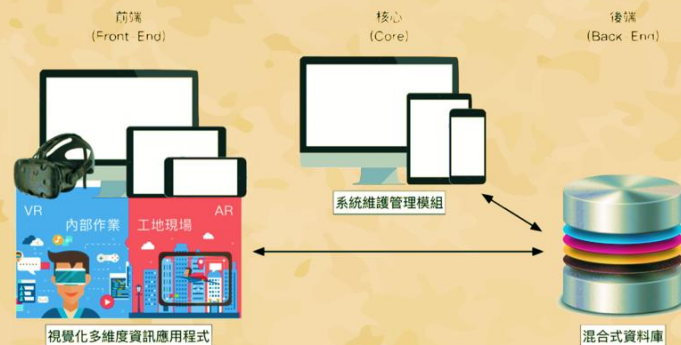 前端
(Front-End)
核心
(Core)
後端
(Back-End)
VR
內部作業
工地現場
AR
系統維護管理模組
視覺化多維度資訊應用程式
混合式資料庫